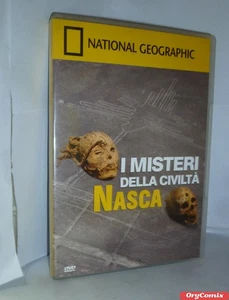 NATIONAL GEOGRAPHIC
I MISTERI
DELLA CIVILTÀ
NASCA
DVD
OryComix